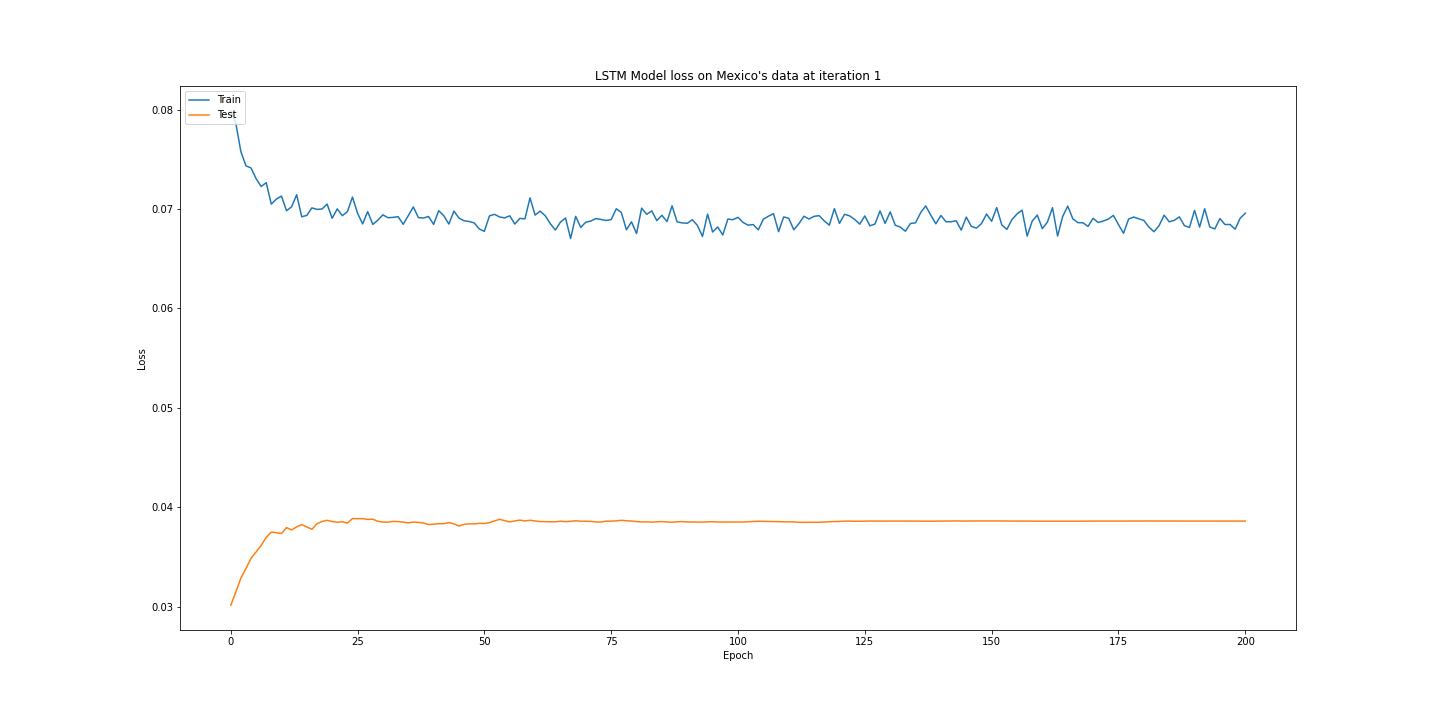 LSTM Model loss on Mexico's data at iteration 1
Train
Test
0.08
0.07
0.06
0.05
0.04
0.03
Loss
0 25 50 75 100 125 150 175 200
Epoch